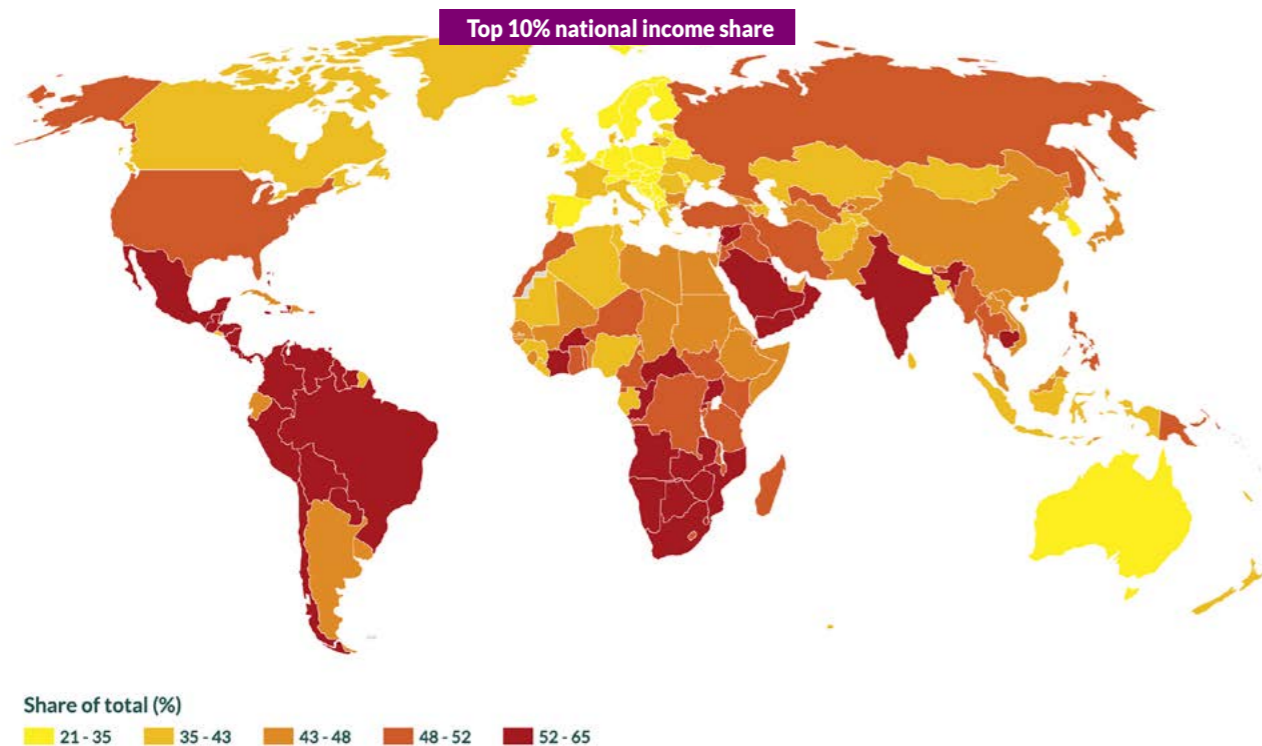 Top 10% national income share
Share of total (%)
21 - 35
35 - 43
43 - 48
48 - 52
52 - 65